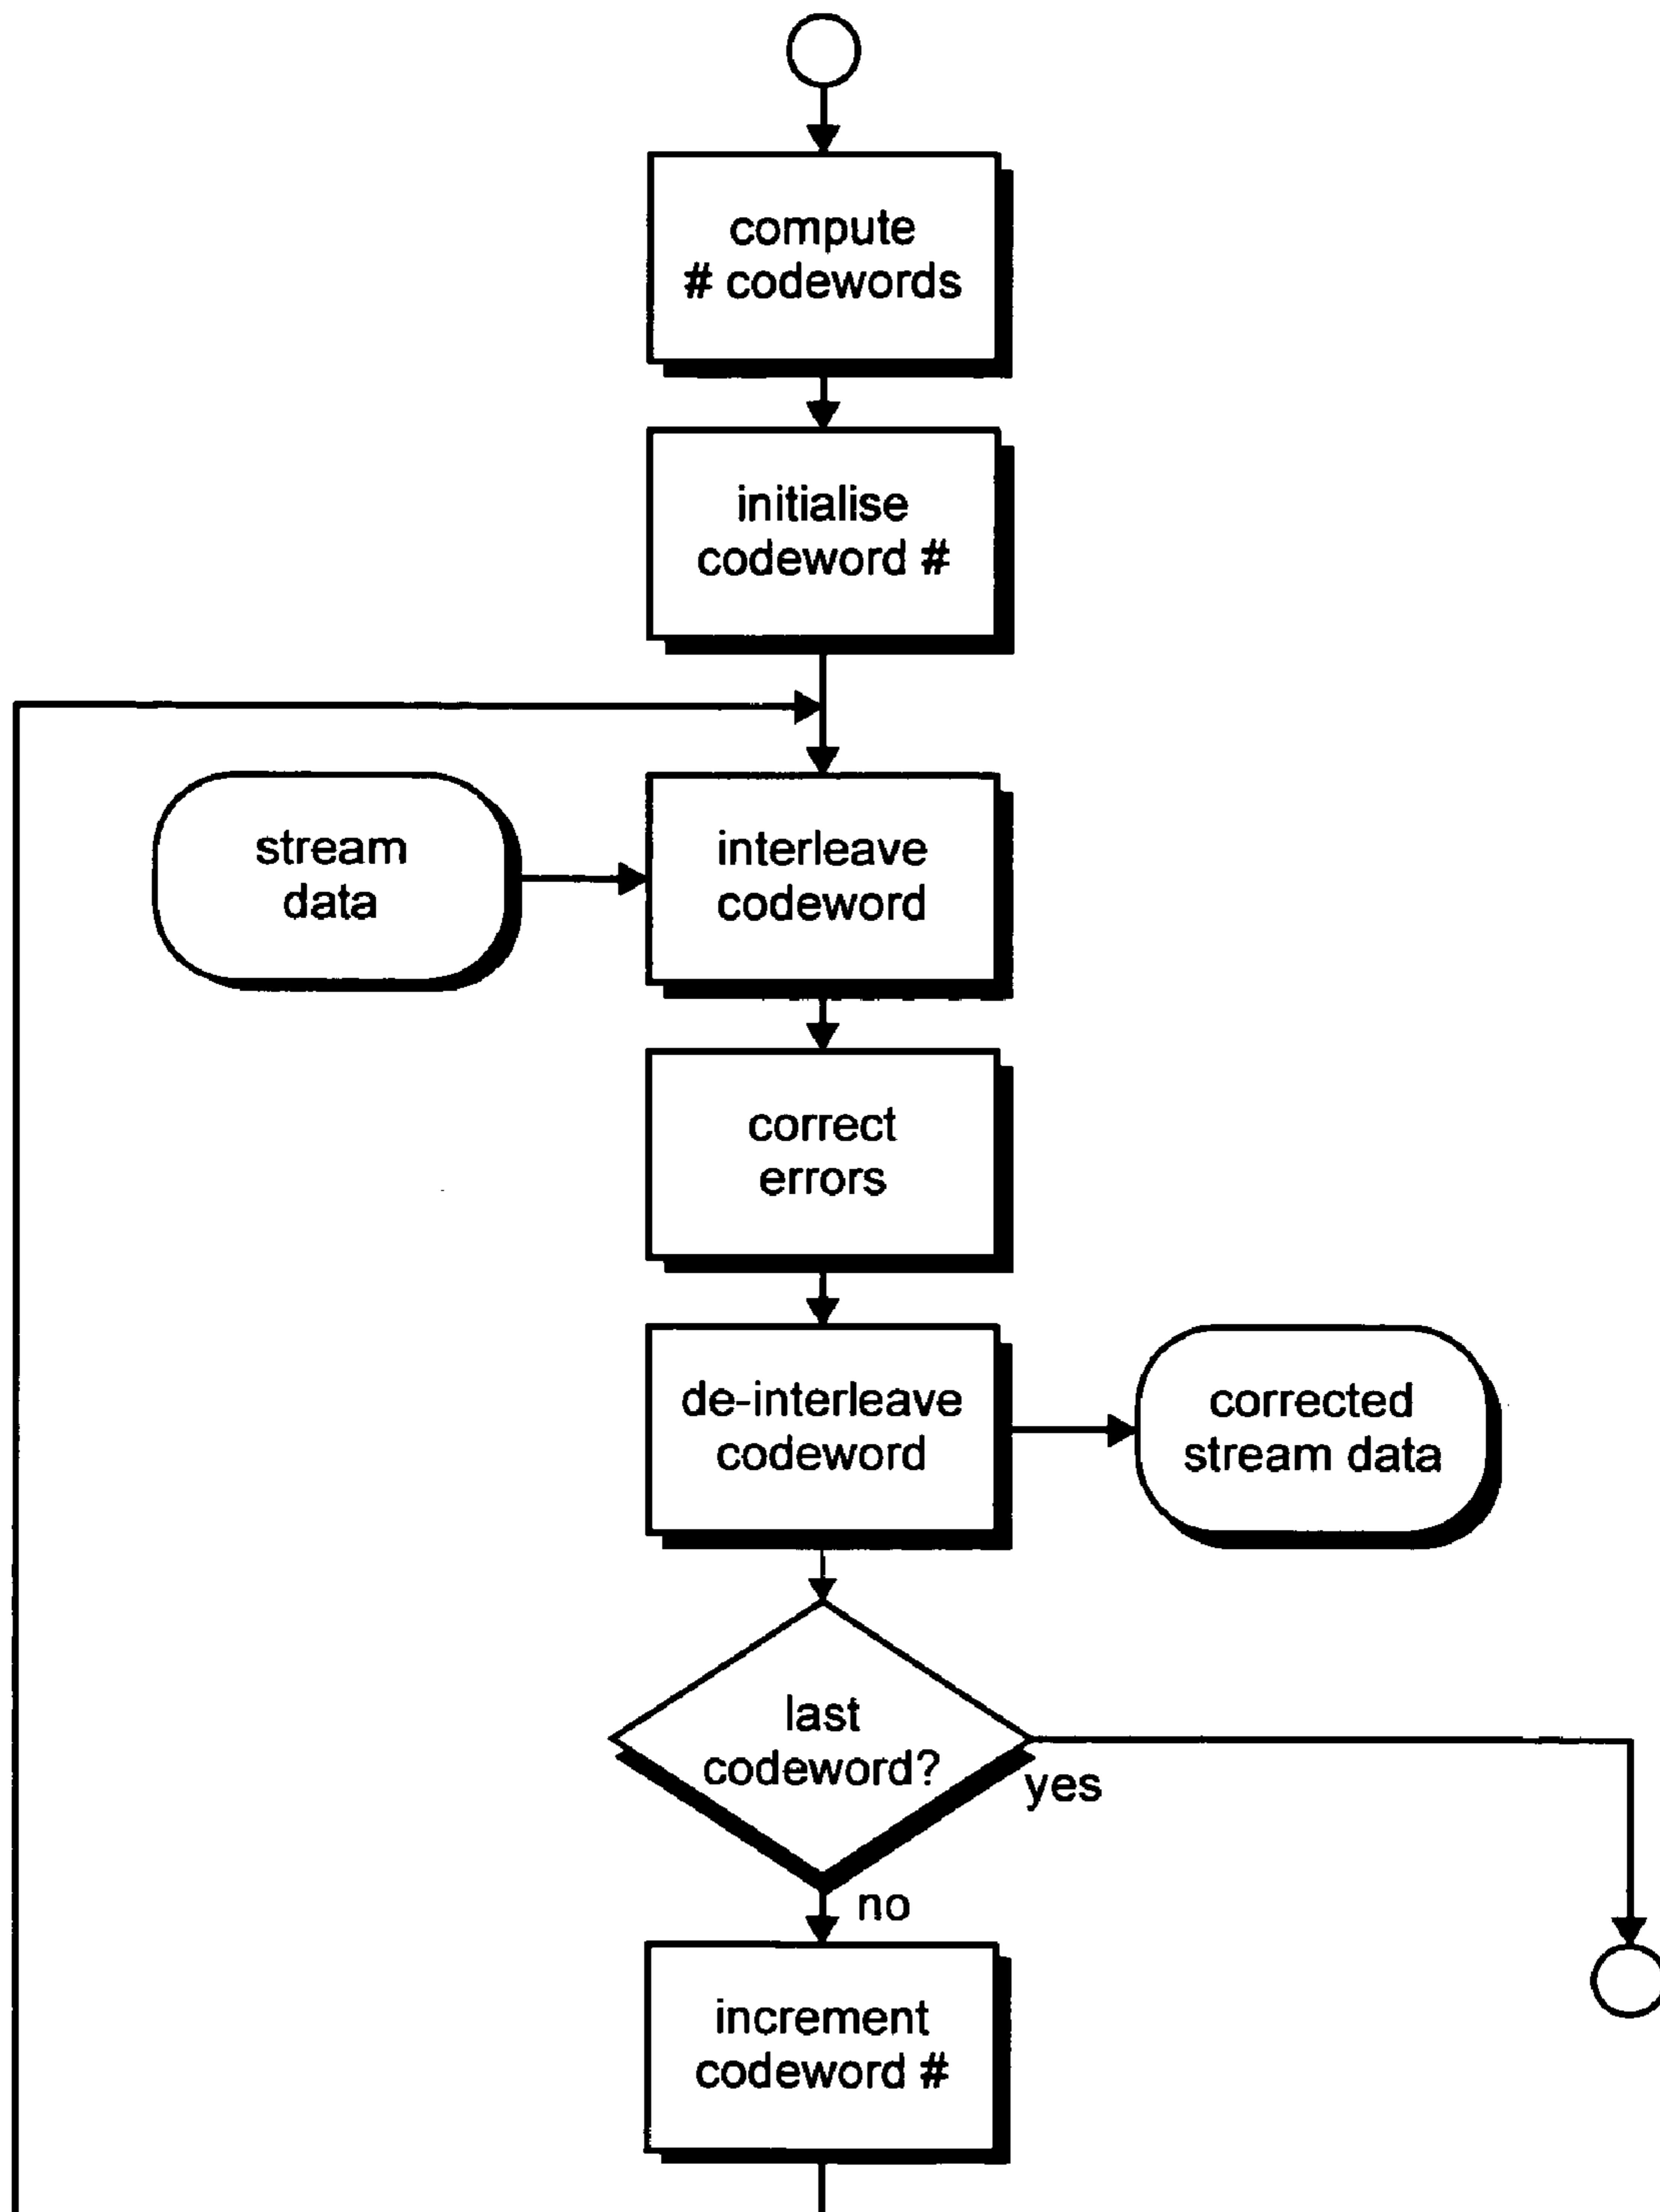 compute
# codewords
initialise
codeword #
stream
data
interleave
codeword
correct
errors
de-interleave
codeword
corrected
stream data
last
codeword?
yes
no
increment
codeword #